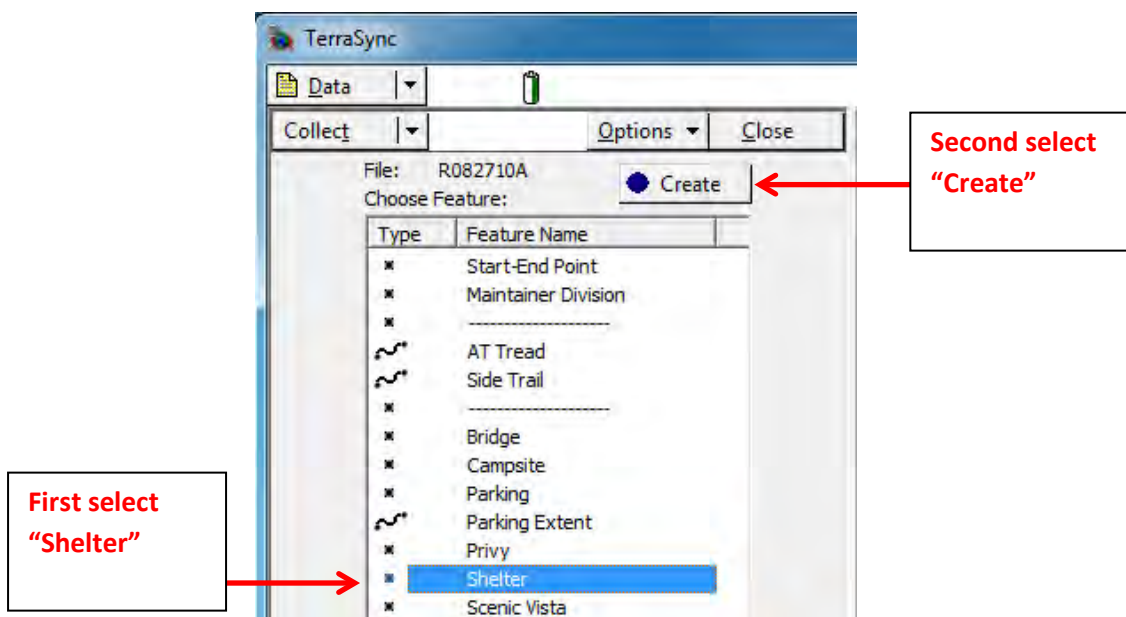 TerraSync
Data
Collect Options Close
File: R082710A Create
Choose Feature:
Type Feature Name
Start-End Point
Maintainer Division
--------------------
AT Tread
Side Trail
--------------------
Bridge
Campsite
Parking
Parking Extent
Privy
Shelter
Scenic Vista
Second select
“Create”
First select
“Shelter”